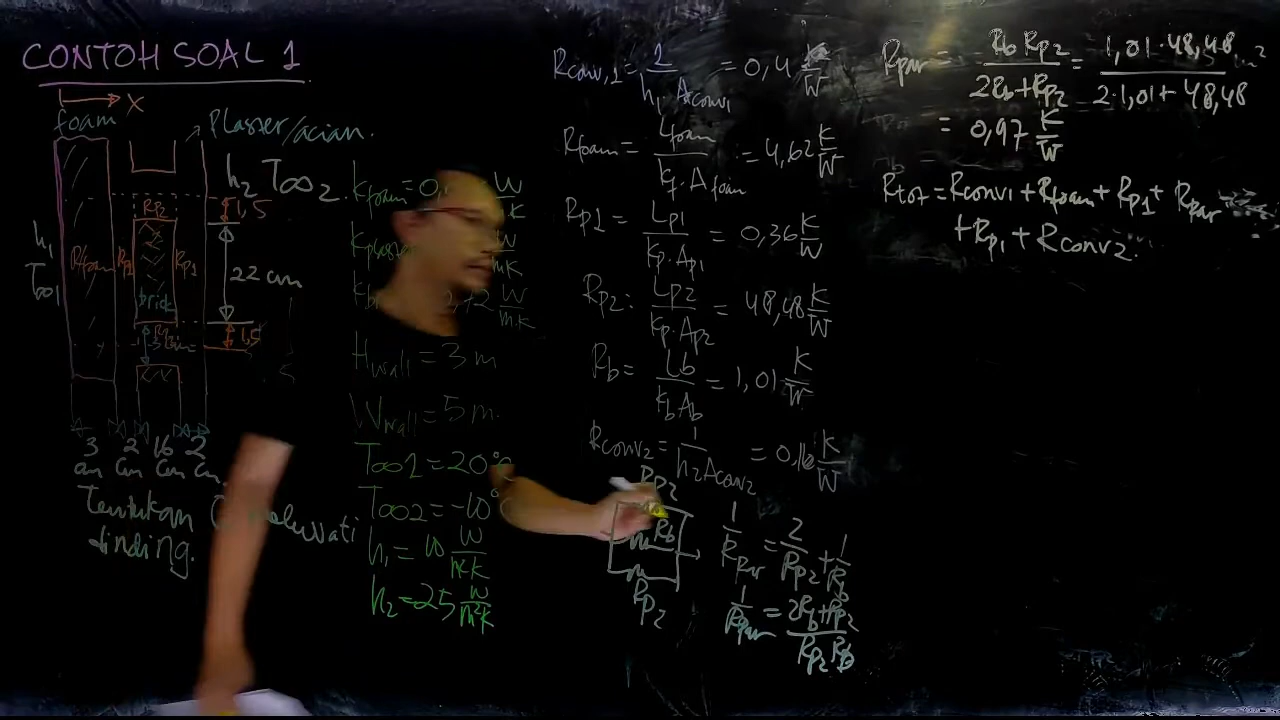 CONTOH SOAL 1
x
foam
Plaster/acian.
h₂ T∞2.
Rp2
1,5
h₁
T∞1
Rfoam
Rp1
Rp1
22 cm
brick
Rp2
1,5
3 2 16 2
cm cm cm cm
Tentukan Q melewati
dinding.
kfoam = 0,
kplaster
Hwall = 3 m
Wwall = 5 m.
T∞1 = 20°C
T∞2 = -10°C
h₁ = 10 W/m²K
h₂ = 25 W/m²K
Rconv,1 = 1/(h₁ Aconv1) = 0,4 K/W
Rfoam = Lfoam/(kf. Afoam) = 4,62 K/W
Rp1 = Lp1/(kp. Ap1) = 0,36 K/W
Rp2 = Lp2/(kp. Ap2) = 48,48 K/W
Rb = Lb/(kb Ab) = 1,01 K/W
Rconv2 = 1/(h₂ Aconv2) = 0,16 K/W
Rp2
Rb
Rp2
1/Rpar = 2/Rp2 + 1/Rb
1/Rpar = (2Rb+Rp2)/(Rp2 Rb)
Rpar = (Rb Rp2)/(2Rb+Rp2) = (1,01 . 48,48)/(2.1,01+ 48,48)
= 0,97 K/W
Rtot = Rconv1 + Rfoam + Rp1 + Rpar
+ Rp1 + Rconv2.